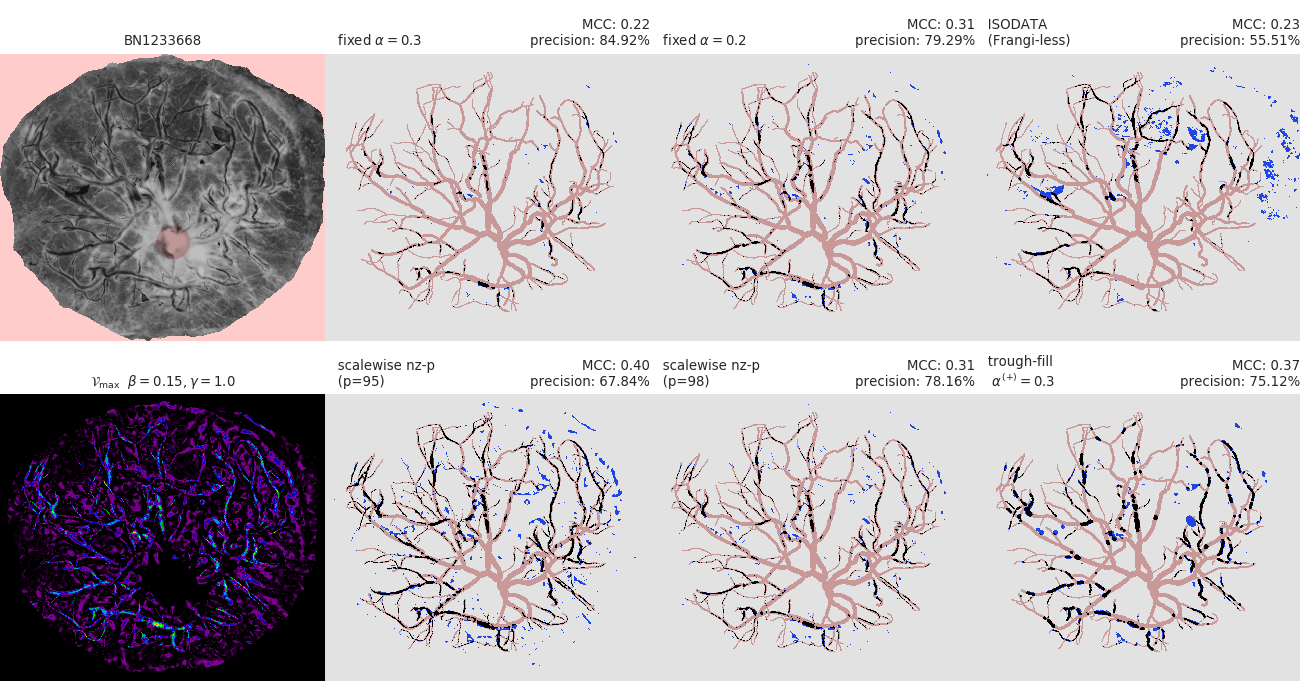 BN1233668
fixed α = 0.3
MCC: 0.22
precision: 84.92%
fixed α = 0.2
MCC: 0.31
precision: 79.29%
ISODATA
(Frangi-less)
MCC: 0.23
precision: 55.51%
𝒱max β = 0.15, γ = 1.0
scalewise nz-p
(p=95)
MCC: 0.40
precision: 67.84%
scalewise nz-p
(p=98)
MCC: 0.31
precision: 78.16%
trough-fill
α(+) = 0.3
MCC: 0.37
precision: 75.12%